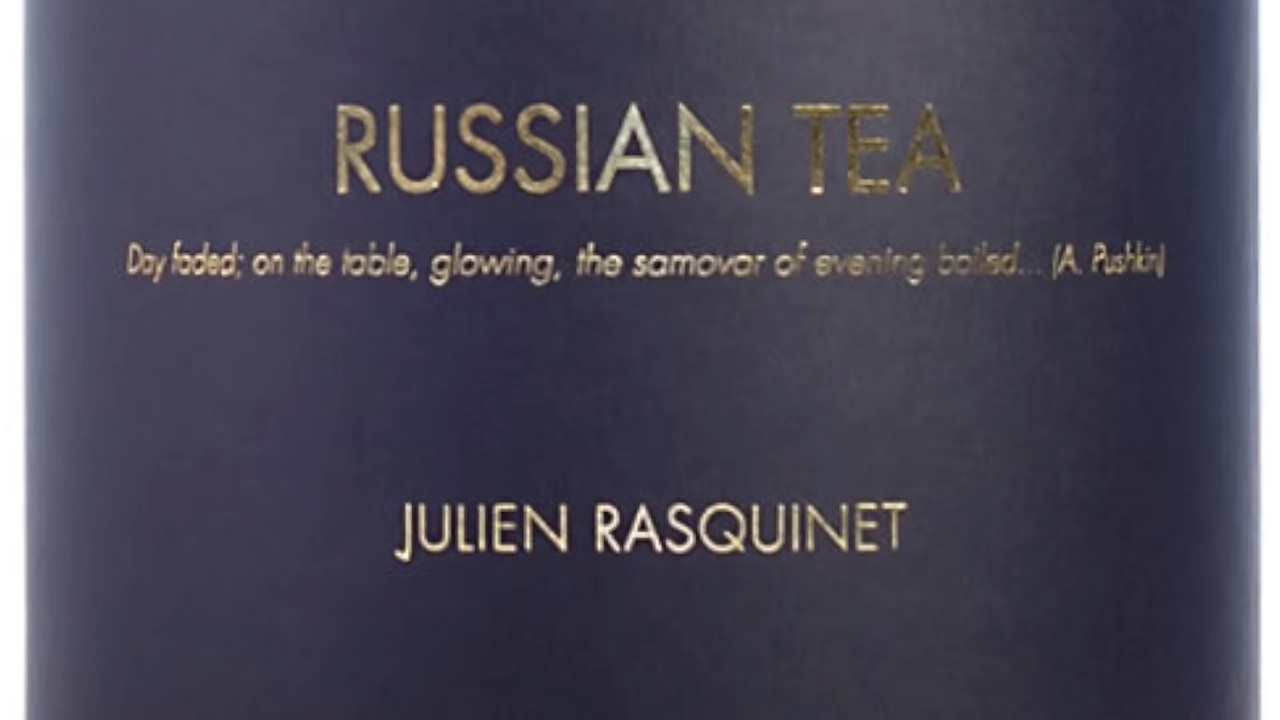 RUSSIAN TEA
Day faded; on the table, glowing, the samovar of evening boiled... (A. Pushkin)
JULIEN RASQUINET